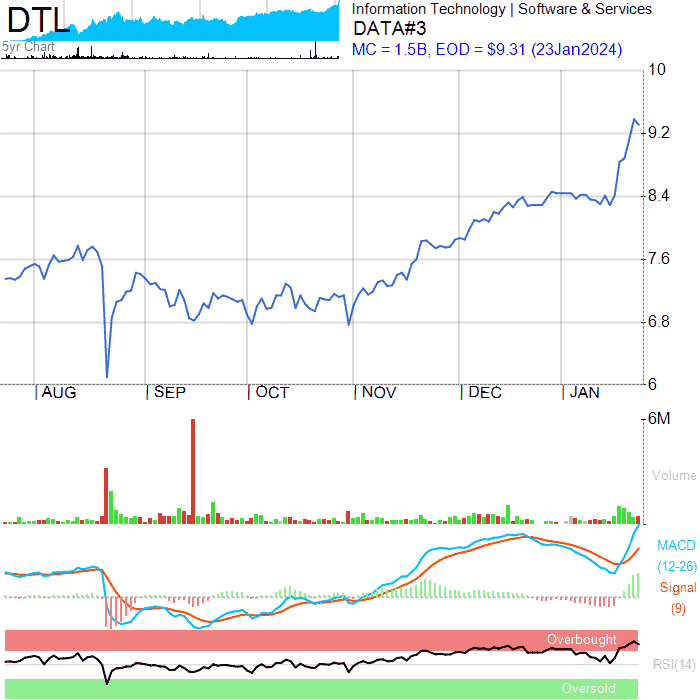 DTL
5yr Chart
Information Technology | Software & Services
DATA#3
MC = 1.5B, EOD = $9.31 (23Jan2024)
10
9.2
8.4
7.6
6.8
6
AUG SEP OCT NOV DEC JAN
6M
Volume
MACD
(12-26)
Signal
(9)
Overbought
RSI(14)
Oversold